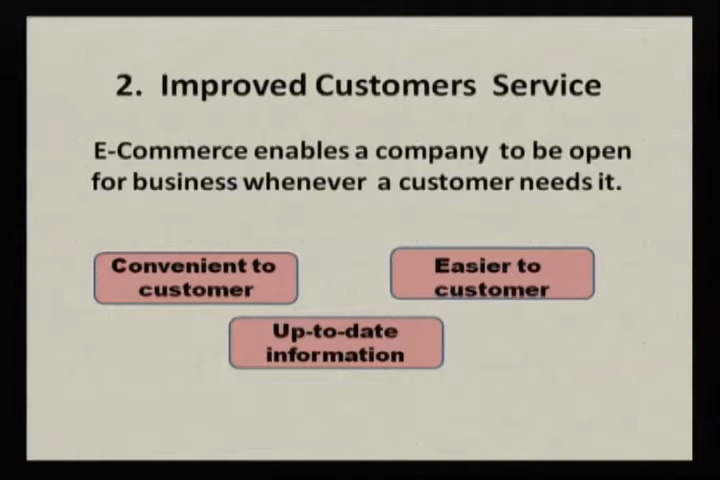 2. Improved Customers Service
E-Commerce enables a company to be open
for business whenever a customer needs it.
Convenient to
customer
Easier to
customer
Up-to-date
information